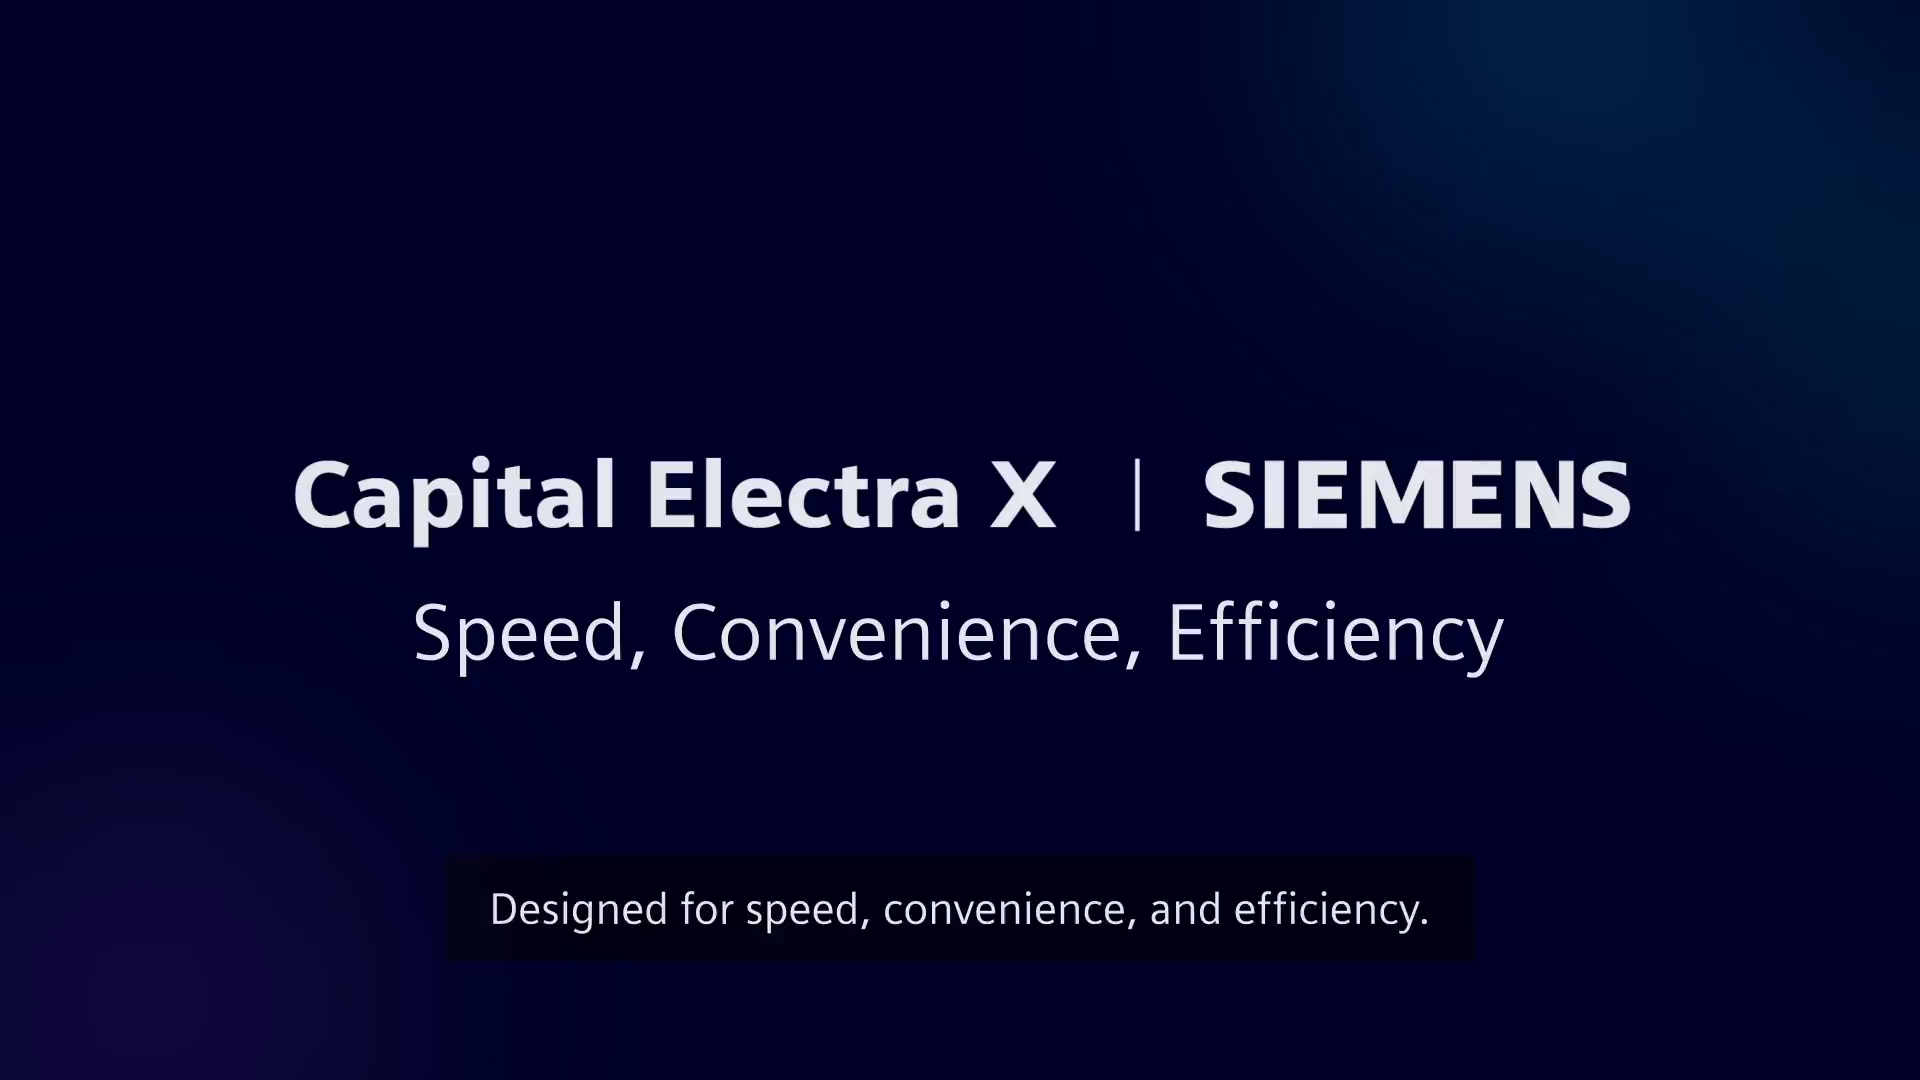 Capital Electra X | SIEMENS
Speed, Convenience, Efficiency
Designed for speed, convenience, and efficiency.